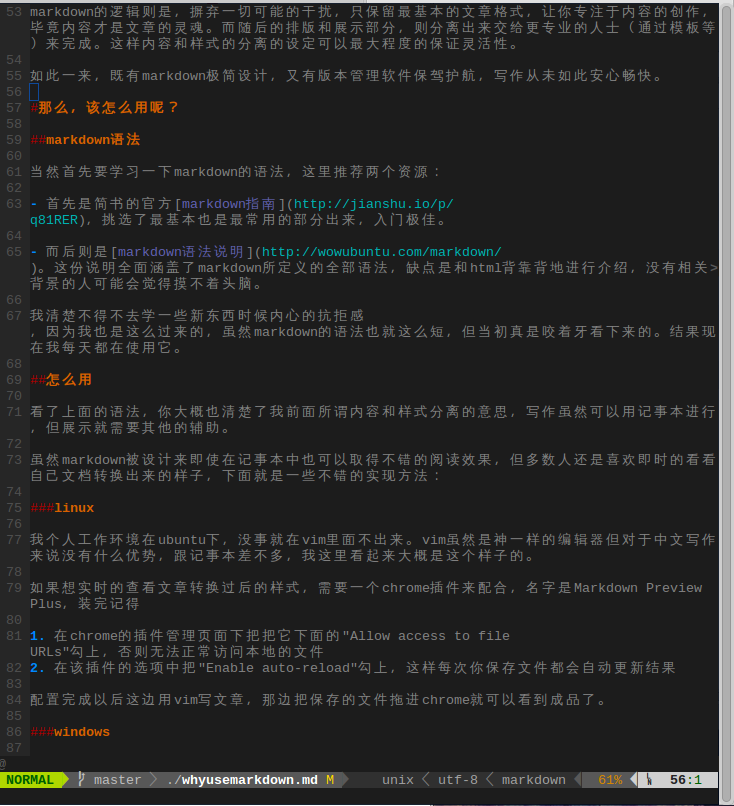 53 markdown的逻辑则是, 摒弃一切可能的干扰, 只保留最基本的文章格式, 让你专注于内容的创作,
毕竟内容才是文章的灵魂。而随后的排版和展示部分, 则分离出来交给更专业的人士（通过模板等
）来完成。这样内容和样式的分离的设定可以最大程度的保证灵活性。
54
55 如此一来, 既有markdown极简设计, 又有版本管理软件保驾护航, 写作从未如此安心畅快。
56
57 #那么, 该怎么用呢？
58
59 ##markdown语法
60
61 当然首先要学习一下markdown的语法, 这里推荐两个资源：
62
63 - 首先是简书的官方[markdown指南](http://jianshu.io/p/
q81RER), 挑选了最基本也是最常用的部分出来, 入门极佳。
64
65 - 而后则是[markdown语法说明](http://wowubuntu.com/markdown/
)。这份说明全面涵盖了markdown所定义的全部语法, 缺点是和html背靠背地进行介绍, 没有相关>
背景的人可能会觉得摸不着头脑。
66
67 我清楚不得不去学一些新东西时候内心的抗拒感
, 因为我也是这么过来的, 虽然markdown的语法也就这么短, 但当初真是咬着牙看下来的。结果现
在我每天都在使用它。
68
69 ##怎么用
70
71 看了上面的语法, 你大概也清楚了我前面所谓内容和样式分离的意思, 写作虽然可以用记事本进行
, 但展示就需要其他的辅助。
72
73 虽然markdown被设计来即使在记事本中也可以取得不错的阅读效果, 但多数人还是喜欢即时的看看
自己文档转换出来的样子, 下面就是一些不错的实现方法：
74
75 ###linux
76
77 我个人工作环境在ubuntu下, 没事就在vim里面不出来。vim虽然是神一样的编辑器但对于中文写作
来说没有什么优势, 跟记事本差不多, 我这里看起来大概是这个样子的。
78
79 如果想实时的查看文章转换过后的样式, 需要一个chrome插件来配合, 名字是Markdown Preview
Plus, 装完记得
80
81 1. 在chrome的插件管理页面下把把它下面的"Allow access to file
URLs"勾上, 否则无法正常访问本地的文件
82 2. 在该插件的选项中把"Enable auto-reload"勾上, 这样每次你保存文件都会自动更新结果
83
84 配置完成以后这边用vim写文章, 那边把保存的文件拖进chrome就可以看到成品了。
85
86 ###windows
87
@
NORMAL master ./whyusemarkdown.md M unix utf-8 markdown 61% 56:1